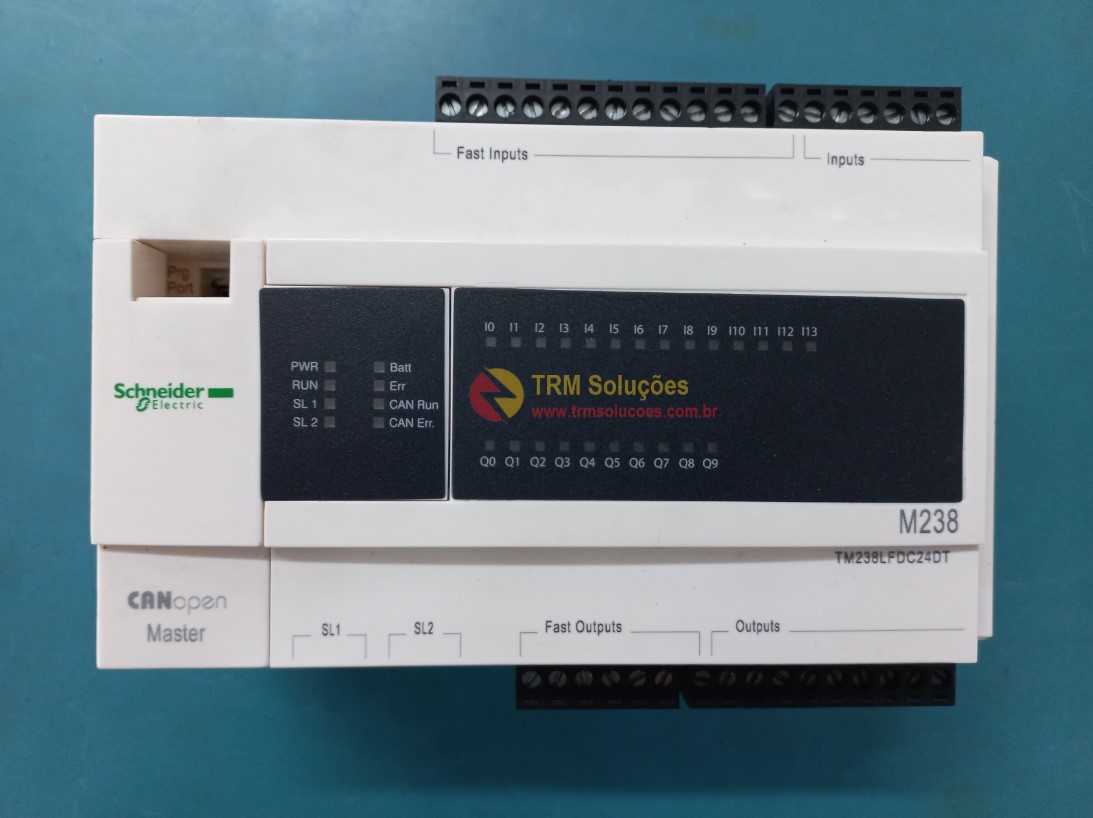 Fast Inputs
Inputs
Prg
Port
I0 I1 I2 I3 I4 I5 I6 I7 I8 I9 I10 I11 I12 I13
PWR Batt
RUN Err
SL 1 CAN Run
SL 2 CAN Err.
Schneider
Electric
TRM Soluções
www.trmsolucoes.com.br
Q0 Q1 Q2 Q3 Q4 Q5 Q6 Q7 Q8 Q9
M238
TM238LFDC24DT
CANopen
Master
SL1
SL2
Fast Outputs
Outputs